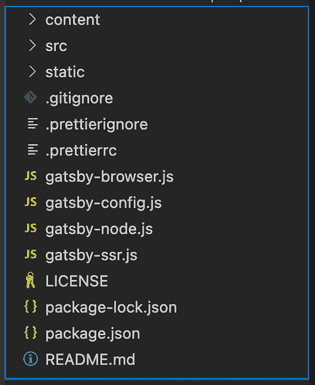 content
src
static
.gitignore
.prettierignore
.prettierrc
JS gatsby-browser.js
JS gatsby-config.js
JS gatsby-node.js
JS gatsby-ssr.js
LICENSE
{} package-lock.json
{} package.json
README.md